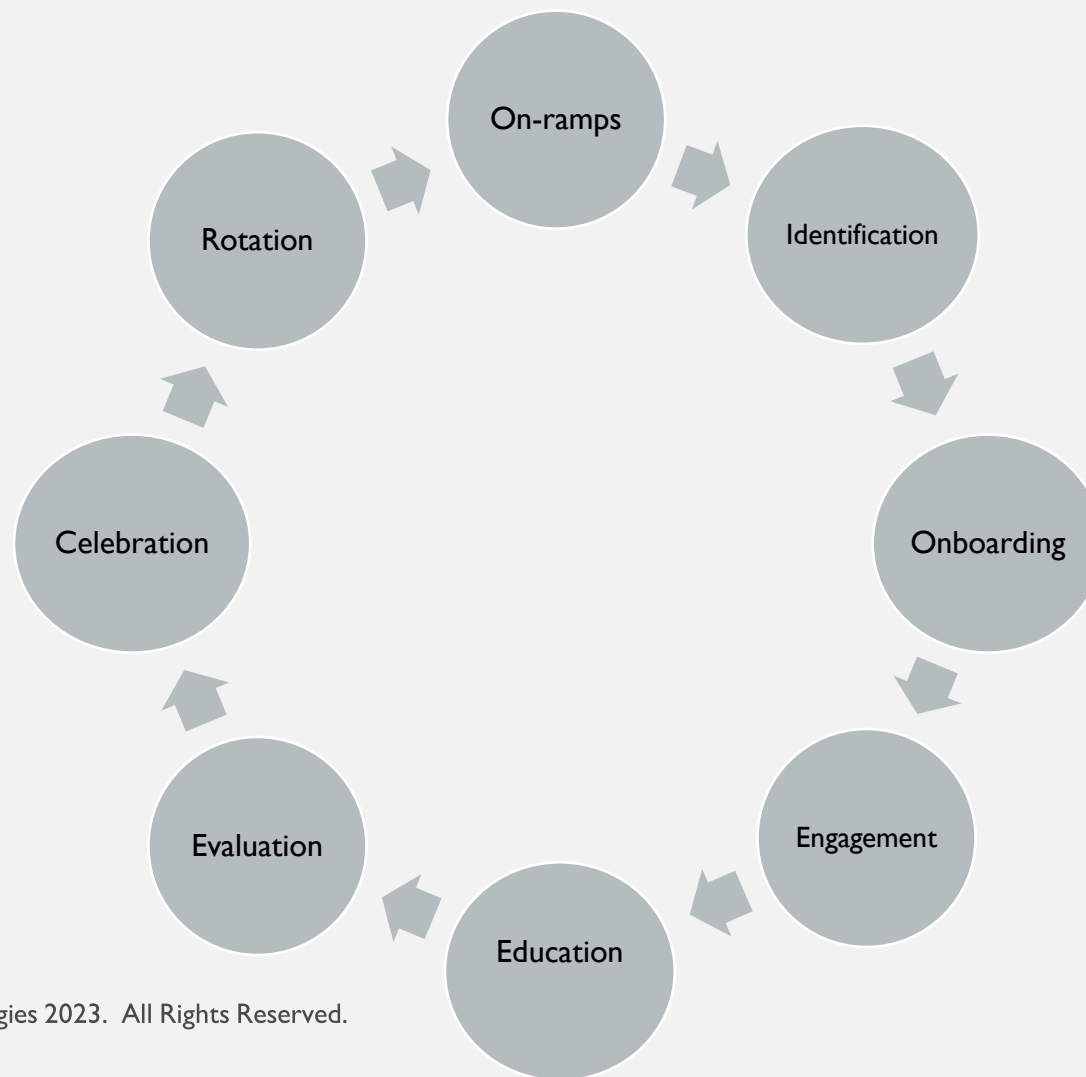 On-ramps
Identification
Onboarding
Engagement
Education
Evaluation
Celebration
Rotation
gies 2023.  All Rights Reserved.